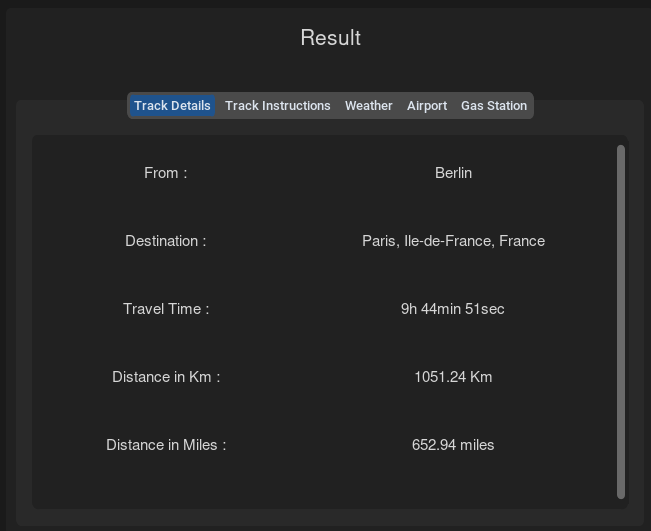 Result
Track Details Track Instructions Weather Airport Gas Station
From : Berlin
Destination : Paris, Ile-de-France, France
Travel Time : 9h 44min 51sec
Distance in Km : 1051.24 Km
Distance in Miles : 652.94 miles